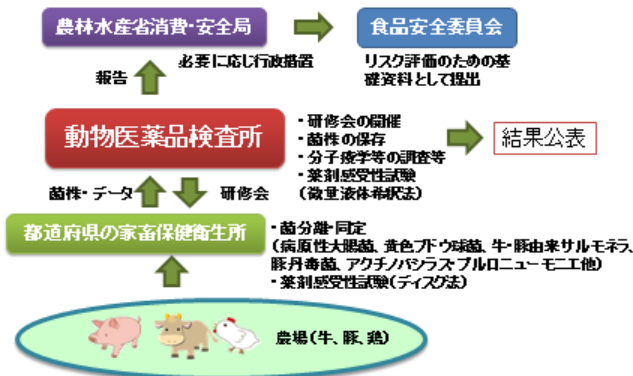 農林水産省消費・安全局
食品安全委員会
必要に応じ行政措置
報告
リスク評価のための基
礎資料として提出
動物医薬品検査所
・研修会の開催
・菌株の保存
・分子疫学等の調査等
・薬剤感受性試験
（微量液体希釈法）
結果公表
菌株・データ
研修会
都道府県の家畜保健衛生所
・菌分離・同定
（病原性大腸菌、黄色ブドウ球菌、牛・豚由来サルモネラ、
豚丹毒菌、アクチノバシラス・プルロニューモニエ他）
・薬剤感受性試験（ディスク法）
農場（牛、豚、鶏）